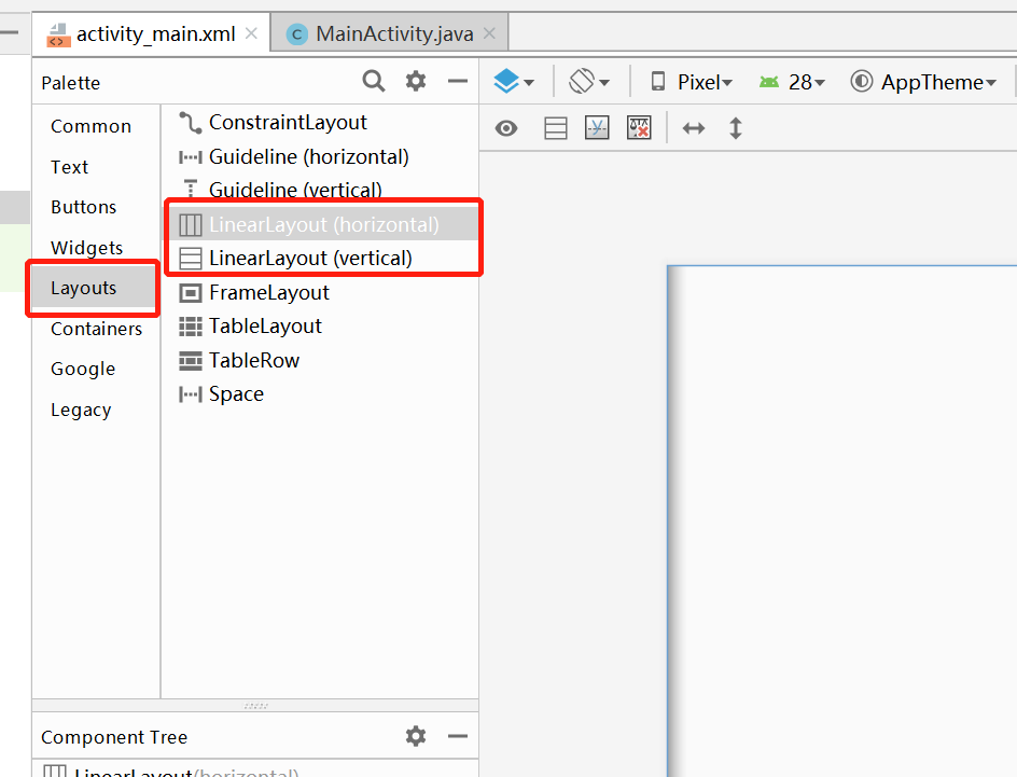 activity_main.xml
MainActivity.java
Palette
Pixel
28
AppTheme
Common
Text
Buttons
Widgets
Layouts
Containers
Google
Legacy
ConstraintLayout
Guideline (horizontal)
Guideline (vertical)
LinearLayout (horizontal)
LinearLayout (vertical)
FrameLayout
TableLayout
TableRow
Space
Component Tree
LinearLayout(horizontal)